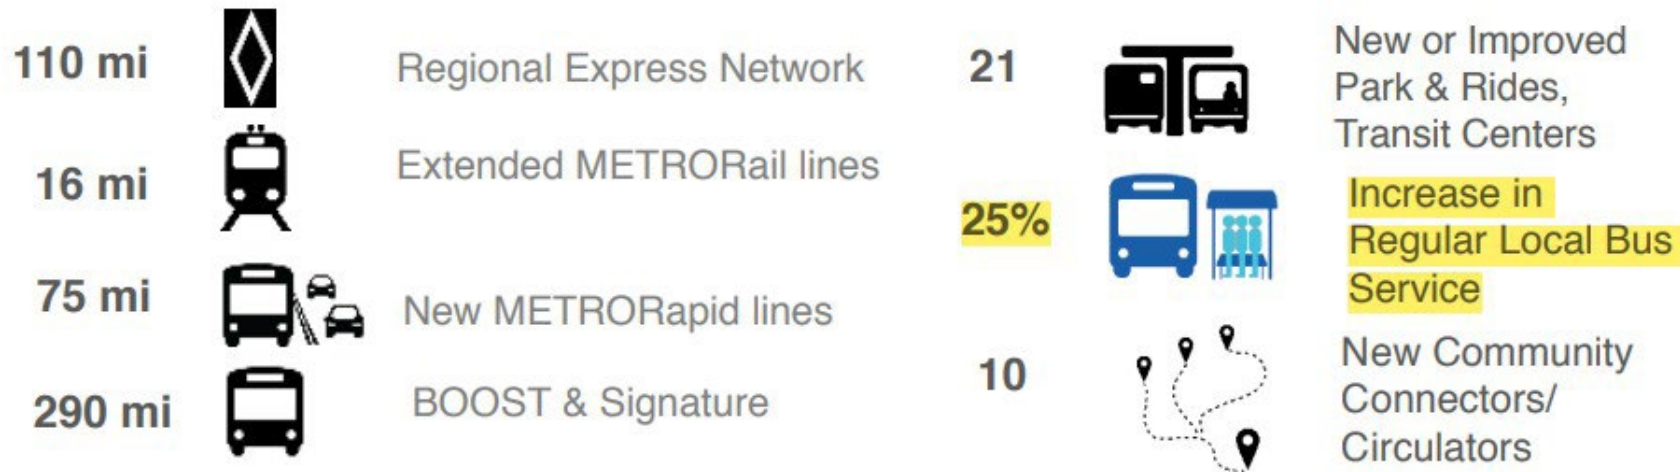 110 mi
Regional Express Network
16 mi
Extended METRORail lines
75 mi
New METRORapid lines
290 mi
BOOST & Signature
21
New or Improved
Park & Rides,
Transit Centers
25%
Increase in
Regular Local Bus
Service
10
New Community
Connectors/
Circulators